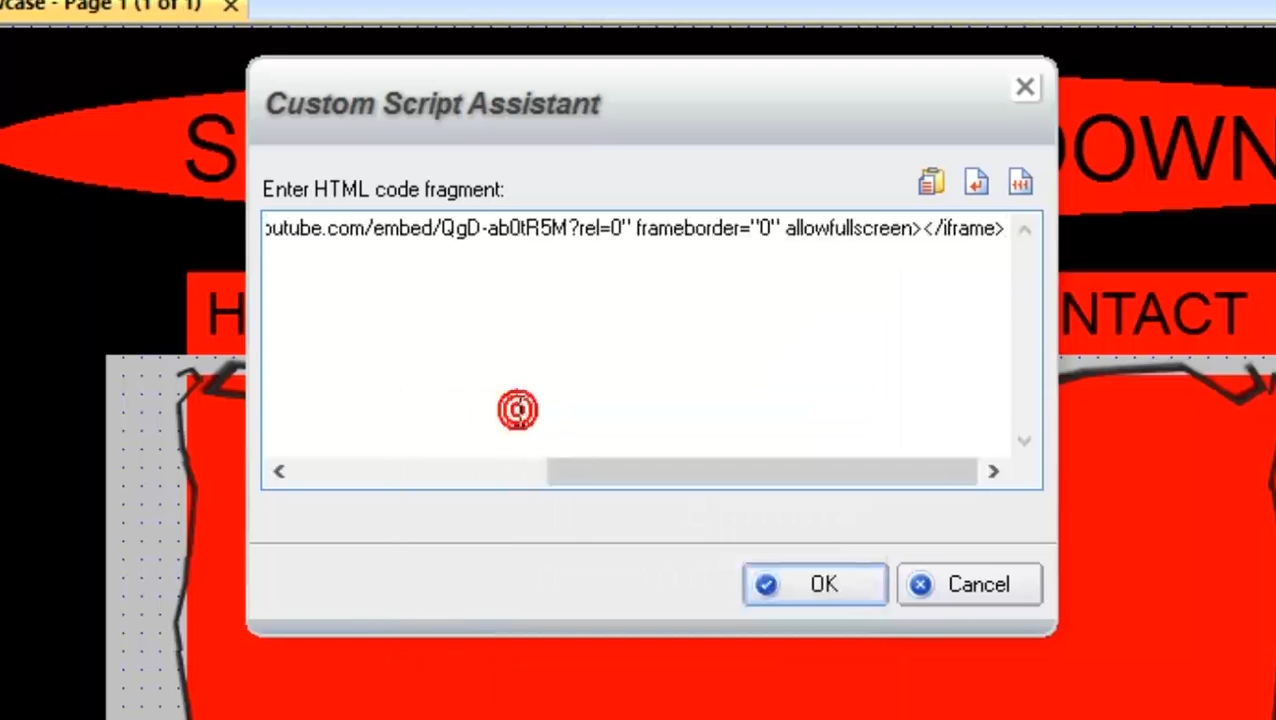 wcase - Page 1 (1 of 1)
Custom Script Assistant
S
OWN
Enter HTML code fragment:
outube.com/embed/QgD-ab0tR5M?rel=0" frameborder="0" allowfullscreen></iframe>
H
NTACT
OK
Cancel